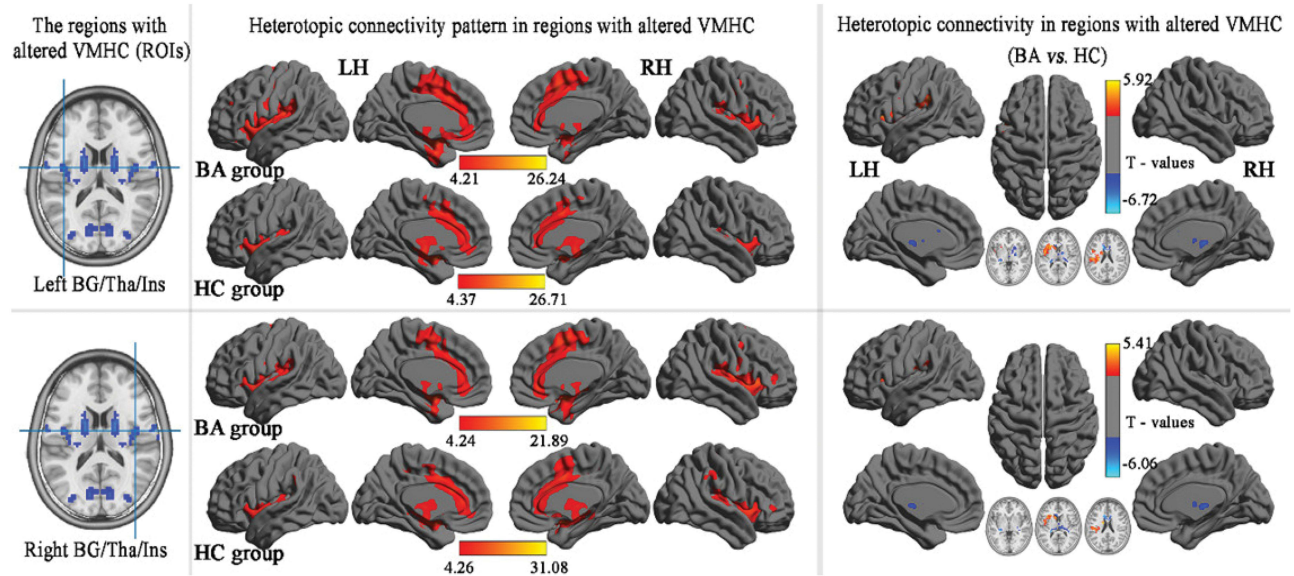 The regions with
altered VMHC (ROIs)
Heterotopic connectivity pattern in regions with altered VMHC
Heterotopic connectivity in regions with altered VMHC
(BA vs. HC)
LH
RH
5.92
BA group
4.21
26.24
LH
T - values
RH
-6.72
Left BG/Tha/Ins
HC group
4.37
26.71
5.41
BA group
4.24
21.89
T - values
-6.06
Right BG/Tha/Ins
HC group
4.26
31.08